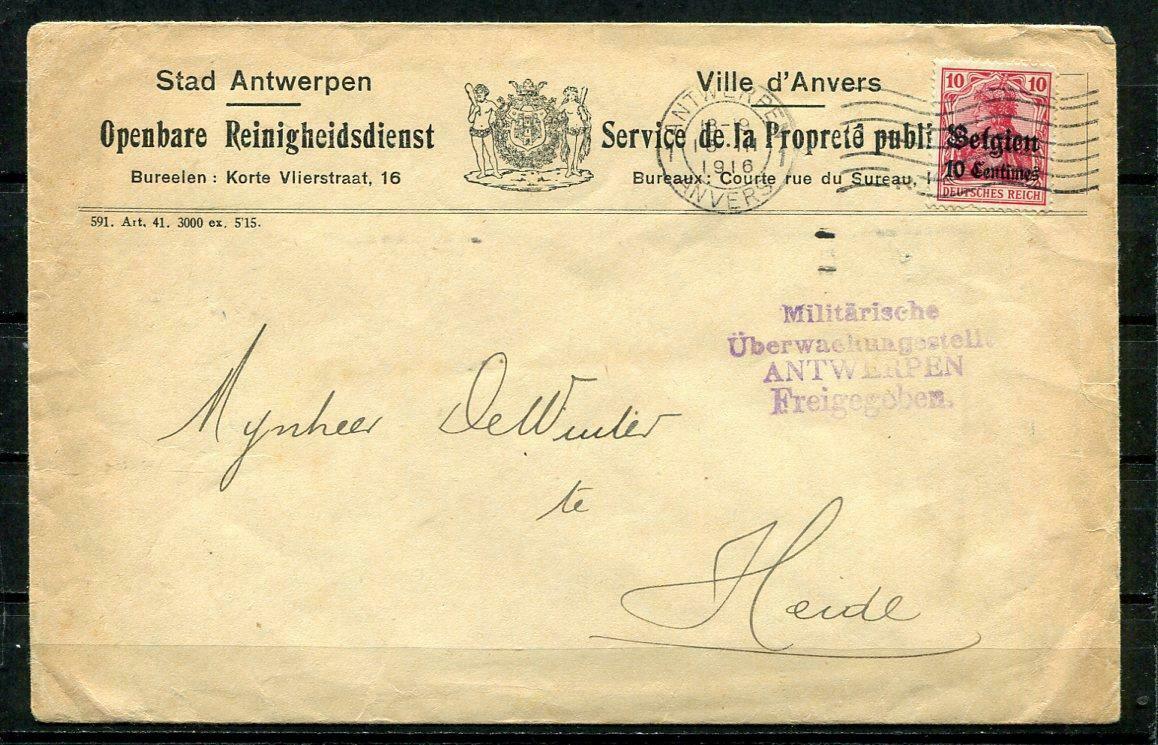 Stad Antwerpen
Openbare Reinigheidsdienst
Bureelen : Korte Vlierstraat, 16
Ville d'Anvers
Service de la Propreté publi
Bureaux : Courte rue du Sureau,
591. Art. 41. 3000 ex. 5'15.
ANTWERPE
1916
1
ANVERS
10 10
Belgien
10 Centimes
DEUTSCHES REICH
Militärische
Überwachungsstelle
ANTWERPEN
Freigegeben.
Mynheer DeWinter
te
Heide